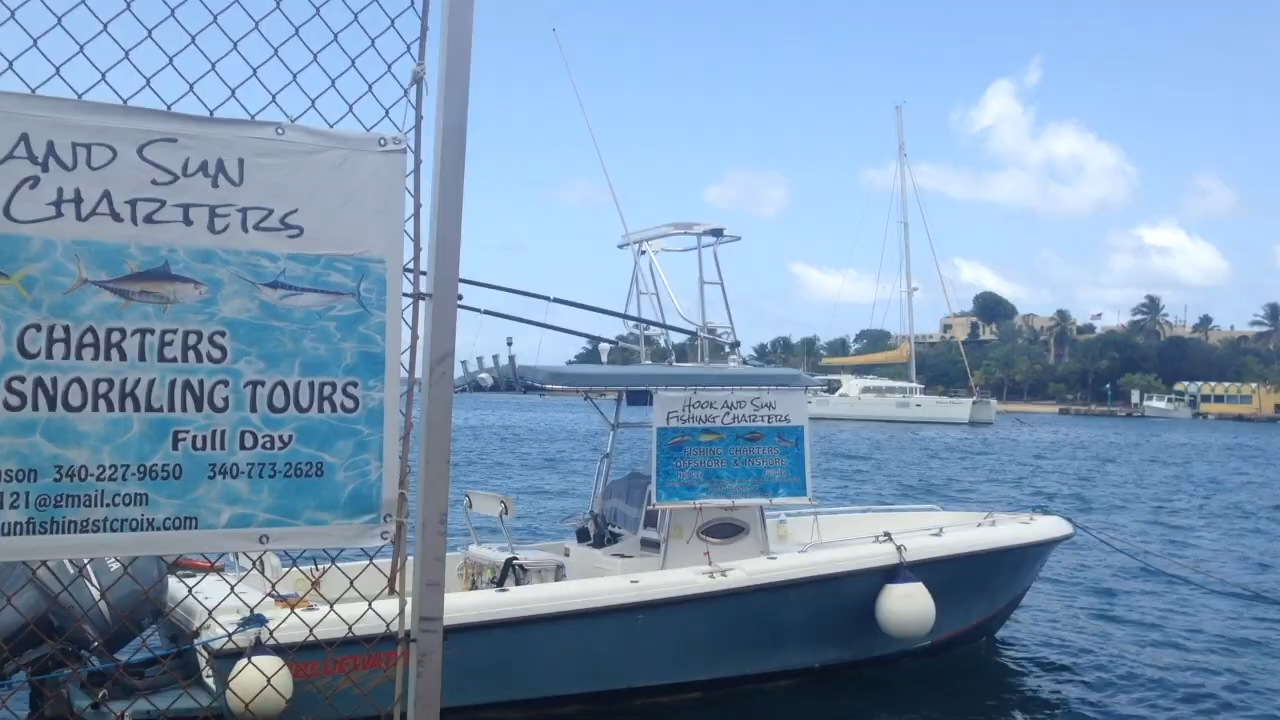 AND SUN
CHARTERS
CHARTERS
SNORKLING TOURS
Full Day
ason 340-227-9650 340-773-2628
121@gmail.com
unfishingstcroix.com
HOOK AND SUN
FISHING CHARTERS
FISHING CHARTERS
OFFSHORE & INSHORE